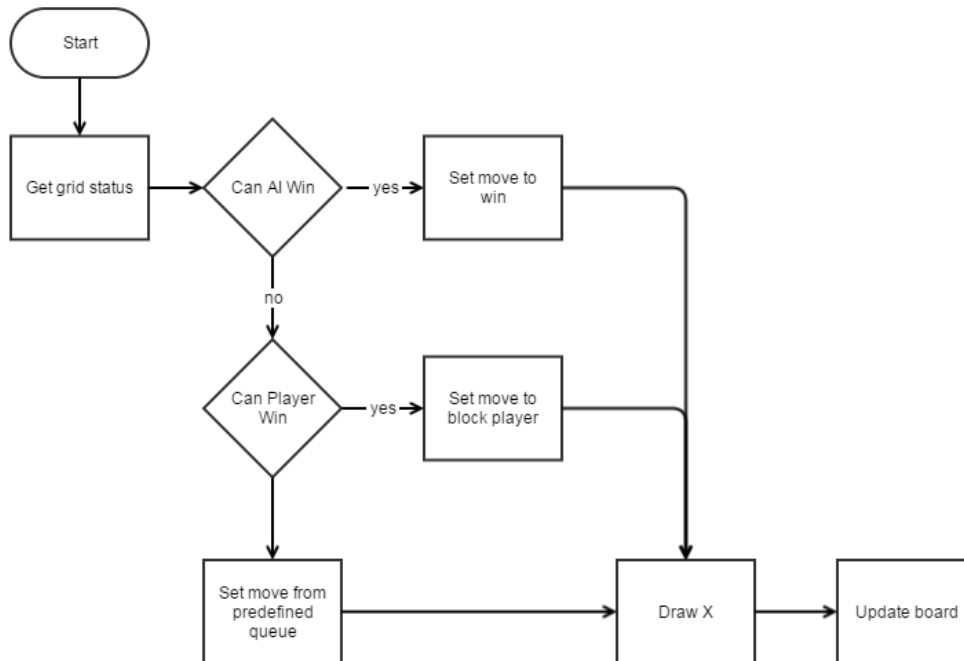 Start
Get grid status
Can AI Win
yes
Set move to
win
no
Can Player
Win
yes
Set move to
block player
Set move from
predefined
queue
Draw X
Update board